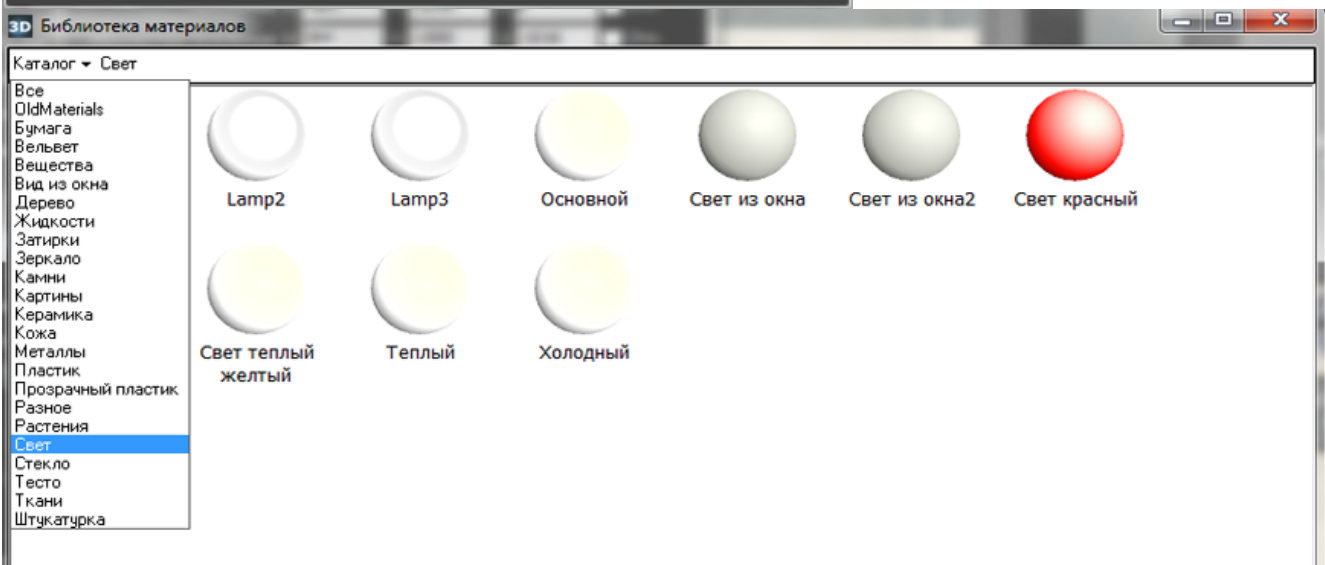 3D Библиотека материалов
Каталог Свет
Все
OldMaterials
Бумага
Вельвет
Вещества
Вид из окна
Дерево
Жидкости
Затирки
Зеркало
Камни
Картины
Керамика
Кожа
Металлы
Пластик
Прозрачный пластик
Разное
Растения
Свет
Стекло
Тесто
Ткани
Штукатурка
Lamp2 Lamp3 Основной Свет из окна Свет из окна2 Свет красный
Свет теплый Теплый Холодный
желтый